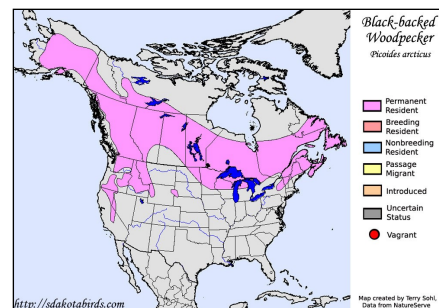 Black-backed
Woodpecker
Picoides arcticus
Permanent
Resident
Breeding
Resident
Nonbreeding
Resident
Passage
Migrant
Introduced
Uncertain
Status
Vagrant
http://sdakotabirds.com
Map created by Terry Sohl,
Data from NatureServe